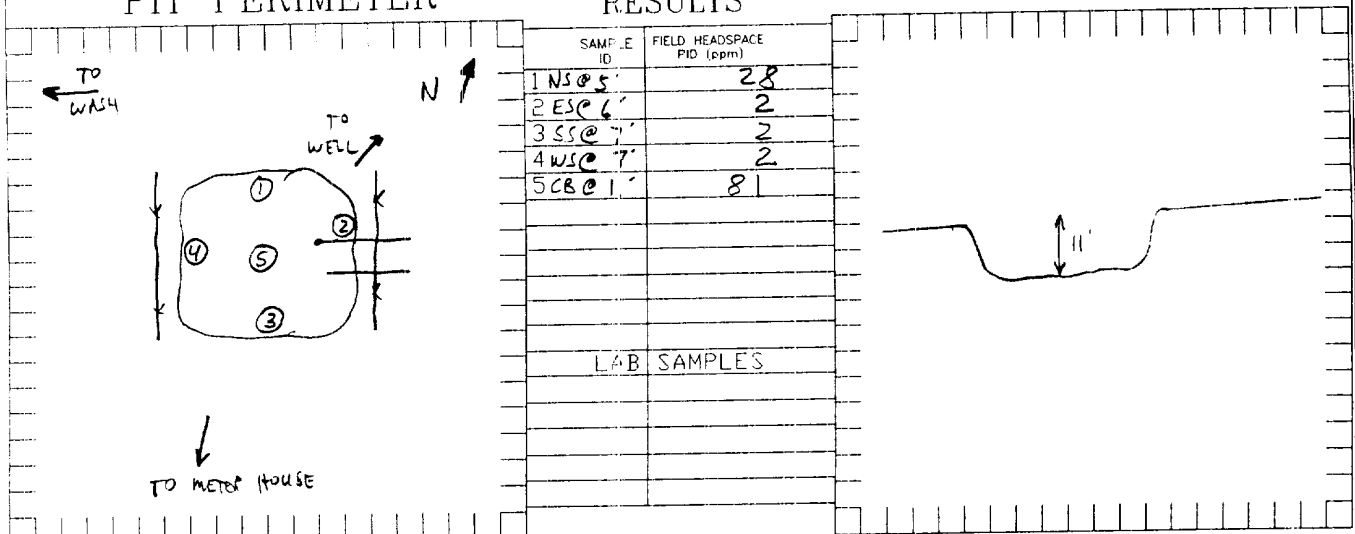 PIT PERIMETER
RESULTS
TO
WASH
N
TO
WELL
1
2
4
5
3
TO METER HOUSE
SAMPLE
ID
FIELD HEADSPACE
PID (ppm)
1 NS@5' 28
2 ES@6' 2
3 SS@7' 2
4 WS@7' 2
5 CB@ 81
LAB SAMPLES
11'